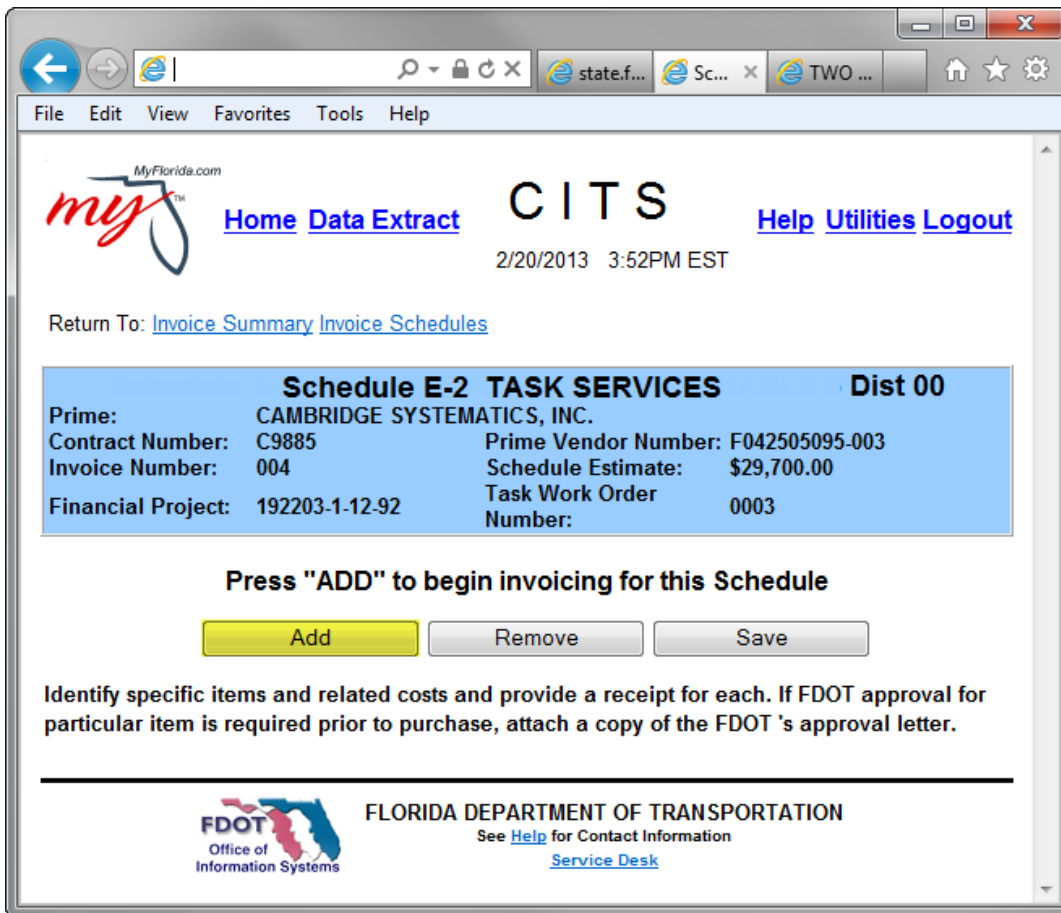 state.f... Sc... TWO ...
File Edit View Favorites Tools Help
MyFlorida.com
my TM
Home Data Extract CITS Help Utilities Logout
2/20/2013 3:52PM EST
Return To: Invoice Summary Invoice Schedules
Schedule E-2 TASK SERVICES Dist 00
Prime: CAMBRIDGE SYSTEMATICS, INC.
Contract Number: C9885 Prime Vendor Number: F042505095-003
Invoice Number: 004 Schedule Estimate: $29,700.00
Financial Project: 192203-1-12-92 Task Work Order Number: 0003
Press "ADD" to begin invoicing for this Schedule
Add Remove Save
Identify specific items and related costs and provide a receipt for each. If FDOT approval for
particular item is required prior to purchase, attach a copy of the FDOT 's approval letter.
FDOT
Office of
Information Systems
FLORIDA DEPARTMENT OF TRANSPORTATION
See Help for Contact Information
Service Desk